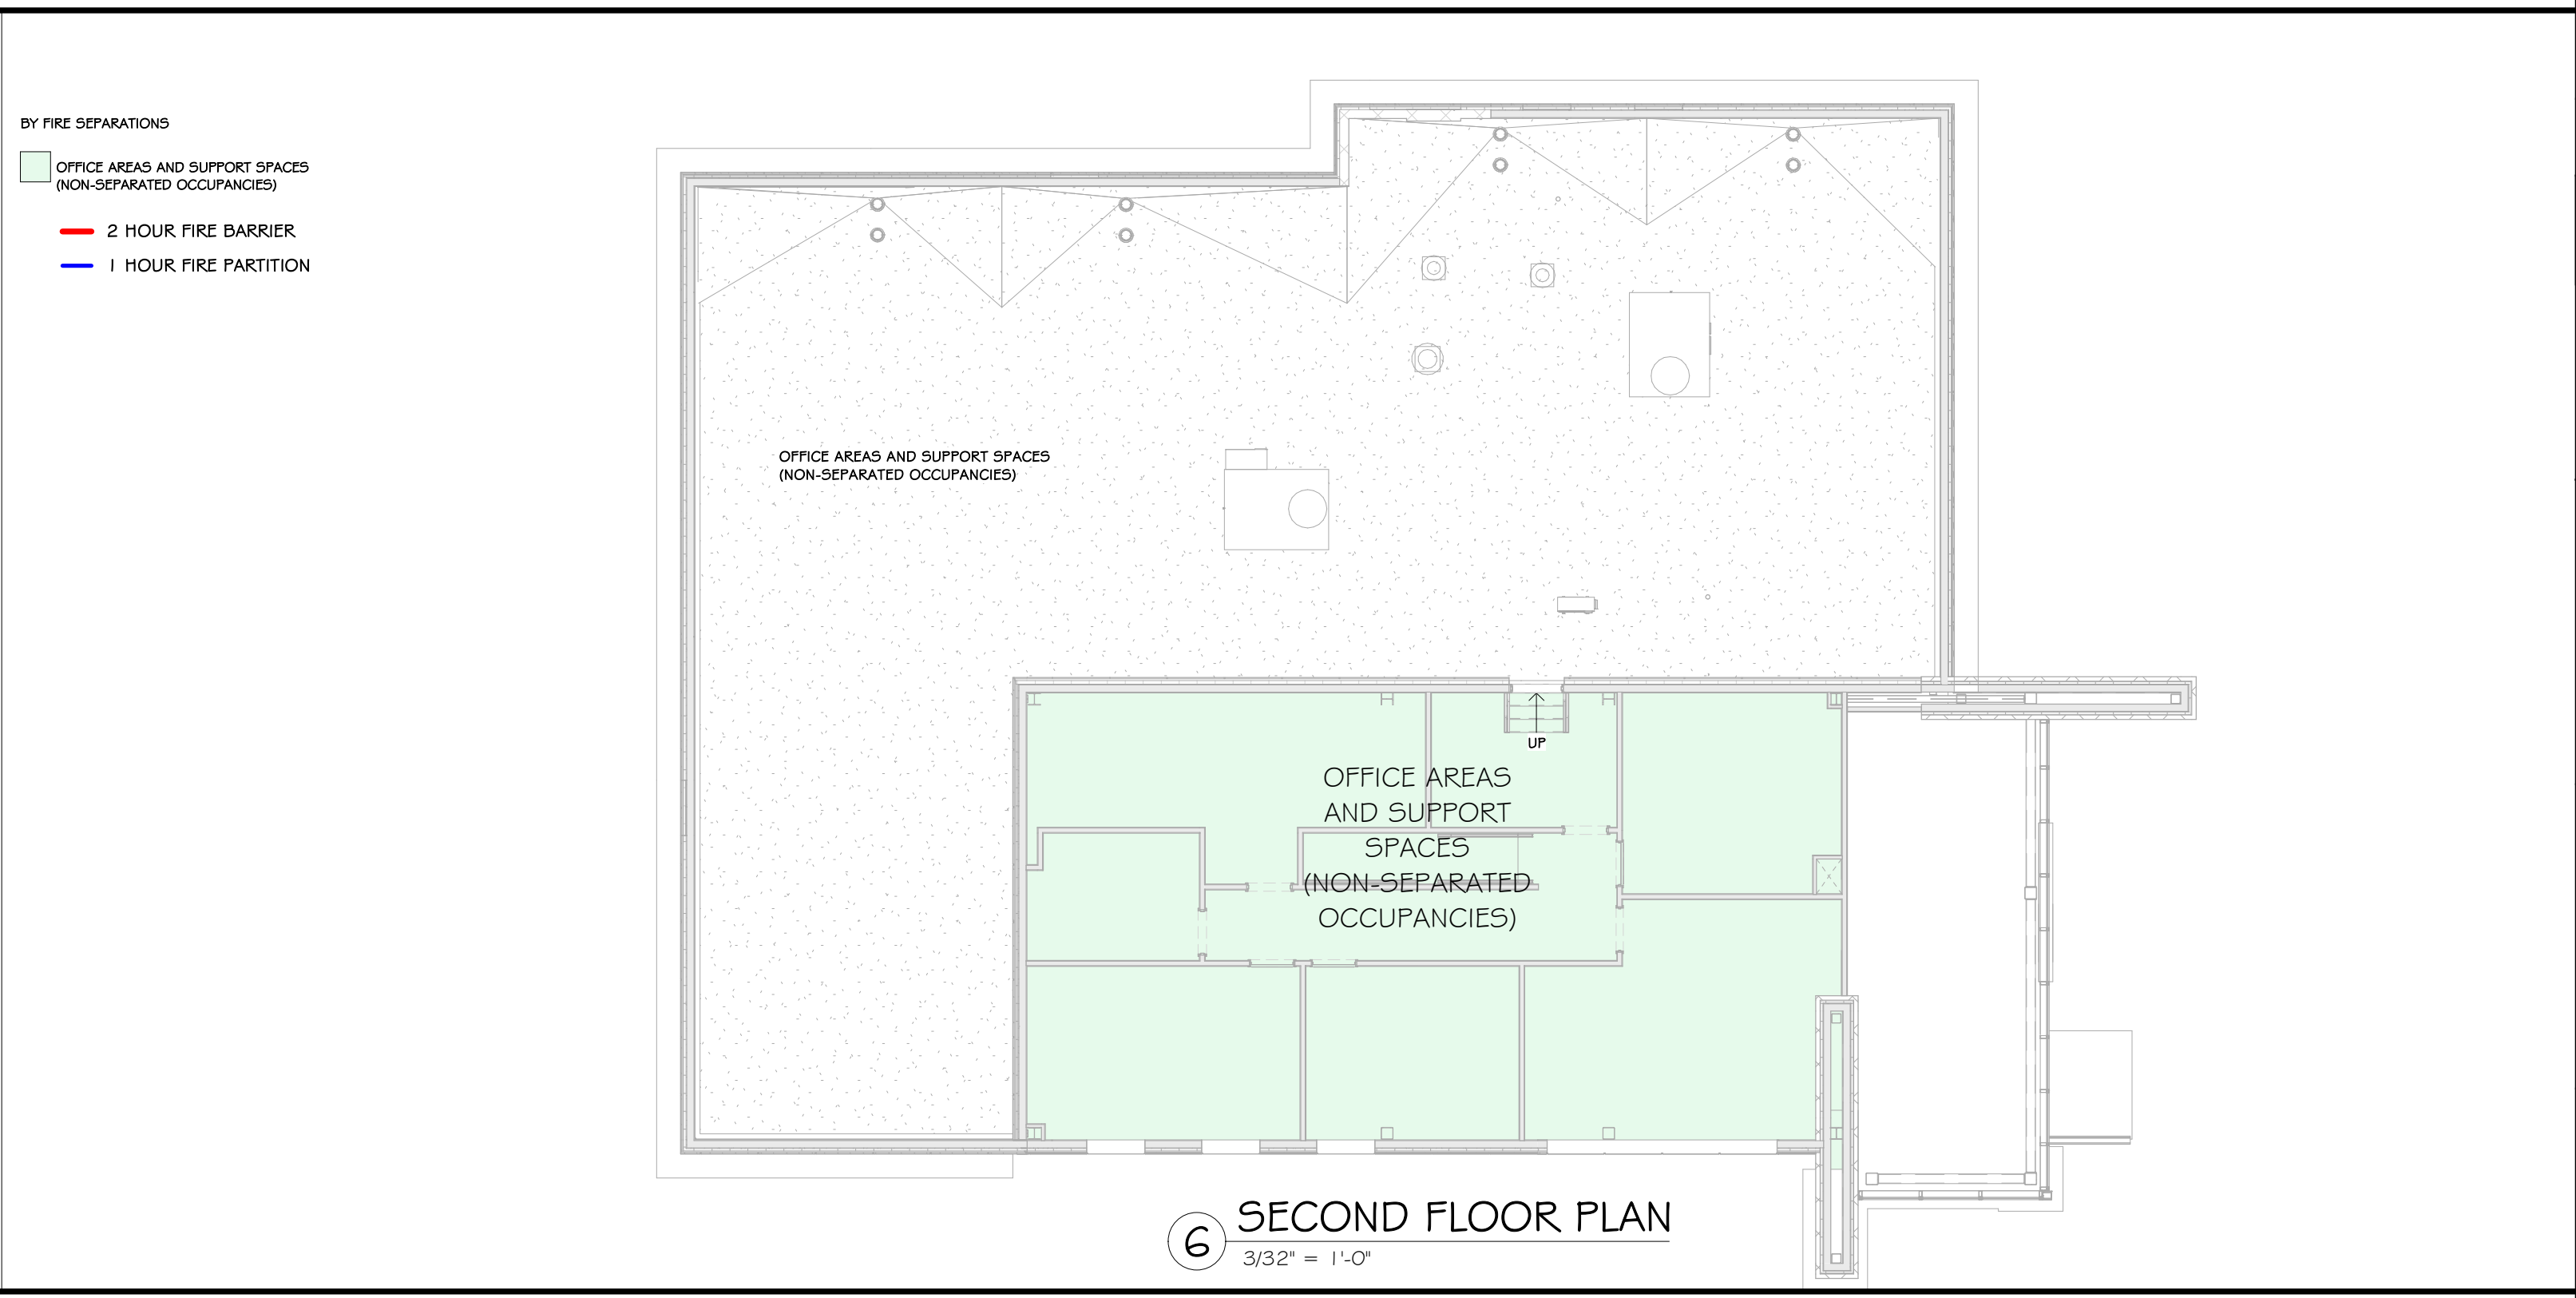 BY FIRE SEPARATIONS
OFFICE AREAS AND SUPPORT SPACES
(NON-SEPARATED OCCUPANCIES)
2 HOUR FIRE BARRIER
1 HOUR FIRE PARTITION
OFFICE AREAS AND SUPPORT SPACES
(NON-SEPARATED OCCUPANCIES)
UP
OFFICE AREAS
AND SUPPORT
SPACES
(NON-SEPARATED
OCCUPANCIES)
6 SECOND FLOOR PLAN
3/32" = 1'-0"